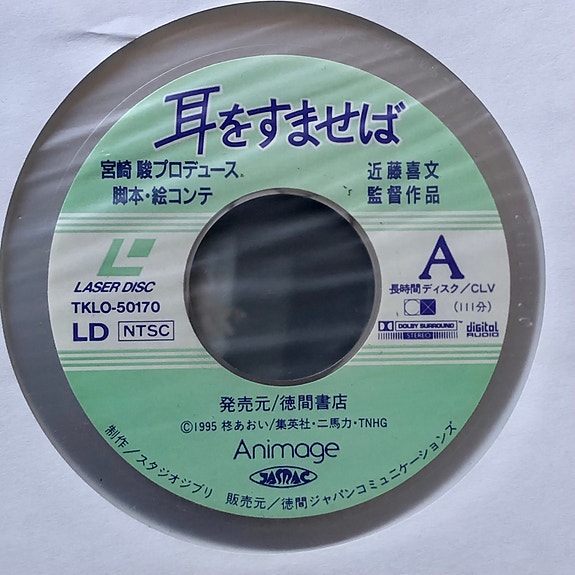 耳をすませば
宮崎 駿プロデュース
脚本・絵コンテ
近藤喜文
監督作品
LASER DISC
TKLO-50170
LD NTSC
A
長時間ディスク/CLV
(111分)
DOLBY SURROUND
STEREO
digital
AUDIO
発売元/徳間書店
©1995 柊あおい/集英社・二馬力・TNHG
Animage
JASRAC
制作/スタジオジブリ 販売元/徳間ジャパンコミュニケーションズ